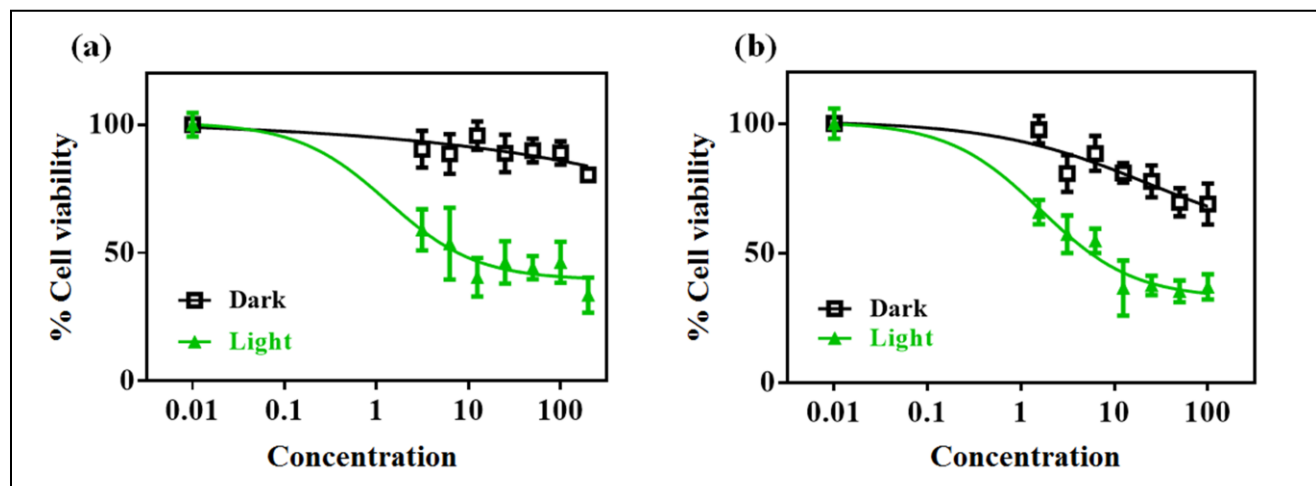 (a)
% Cell viability
100
50
0
Dark
Light
0.01 0.1 1 10 100
Concentration
(b)
% Cell viability
100
50
0
Dark
Light
0.01 0.1 1 10 100
Concentration